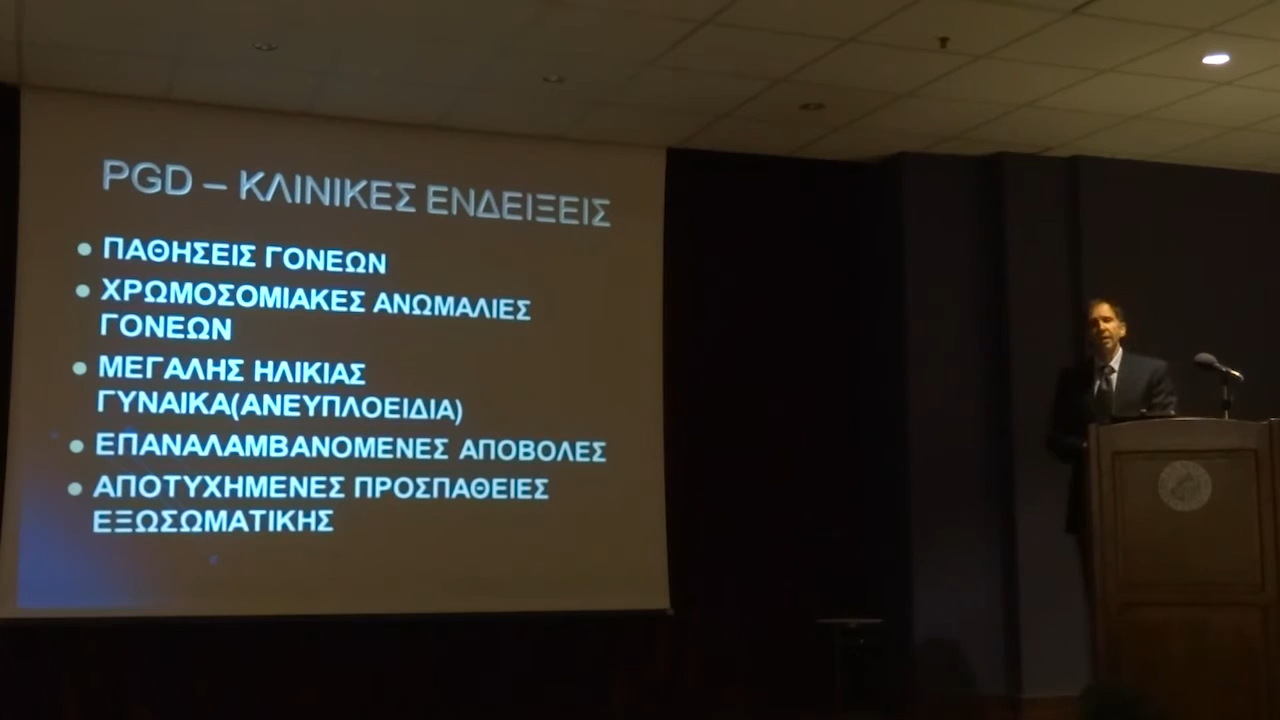 PGD – ΚΛΙΝΙΚΕΣ ΕΝΔΕΙΞΕΙΣ
● ΠΑΘΗΣΕΙΣ ΓΟΝΕΩΝ
● ΧΡΩΜΟΣΟΜΙΑΚΕΣ ΑΝΩΜΑΛΙΕΣ
ΓΟΝΕΩΝ
● ΜΕΓΑΛΗΣ ΗΛΙΚΙΑΣ
ΓΥΝΑΙΚΑ(ΑΝΕΥΠΛΟΕΙΔΙΑ)
● ΕΠΑΝΑΛΑΜΒΑΝΟΜΕΝΕΣ ΑΠΟΒΟΛΕΣ
● ΑΠΟΤΥΧΗΜΕΝΕΣ ΠΡΟΣΠΑΘΕΙΕΣ
ΕΞΩΣΩΜΑΤΙΚΗΣ